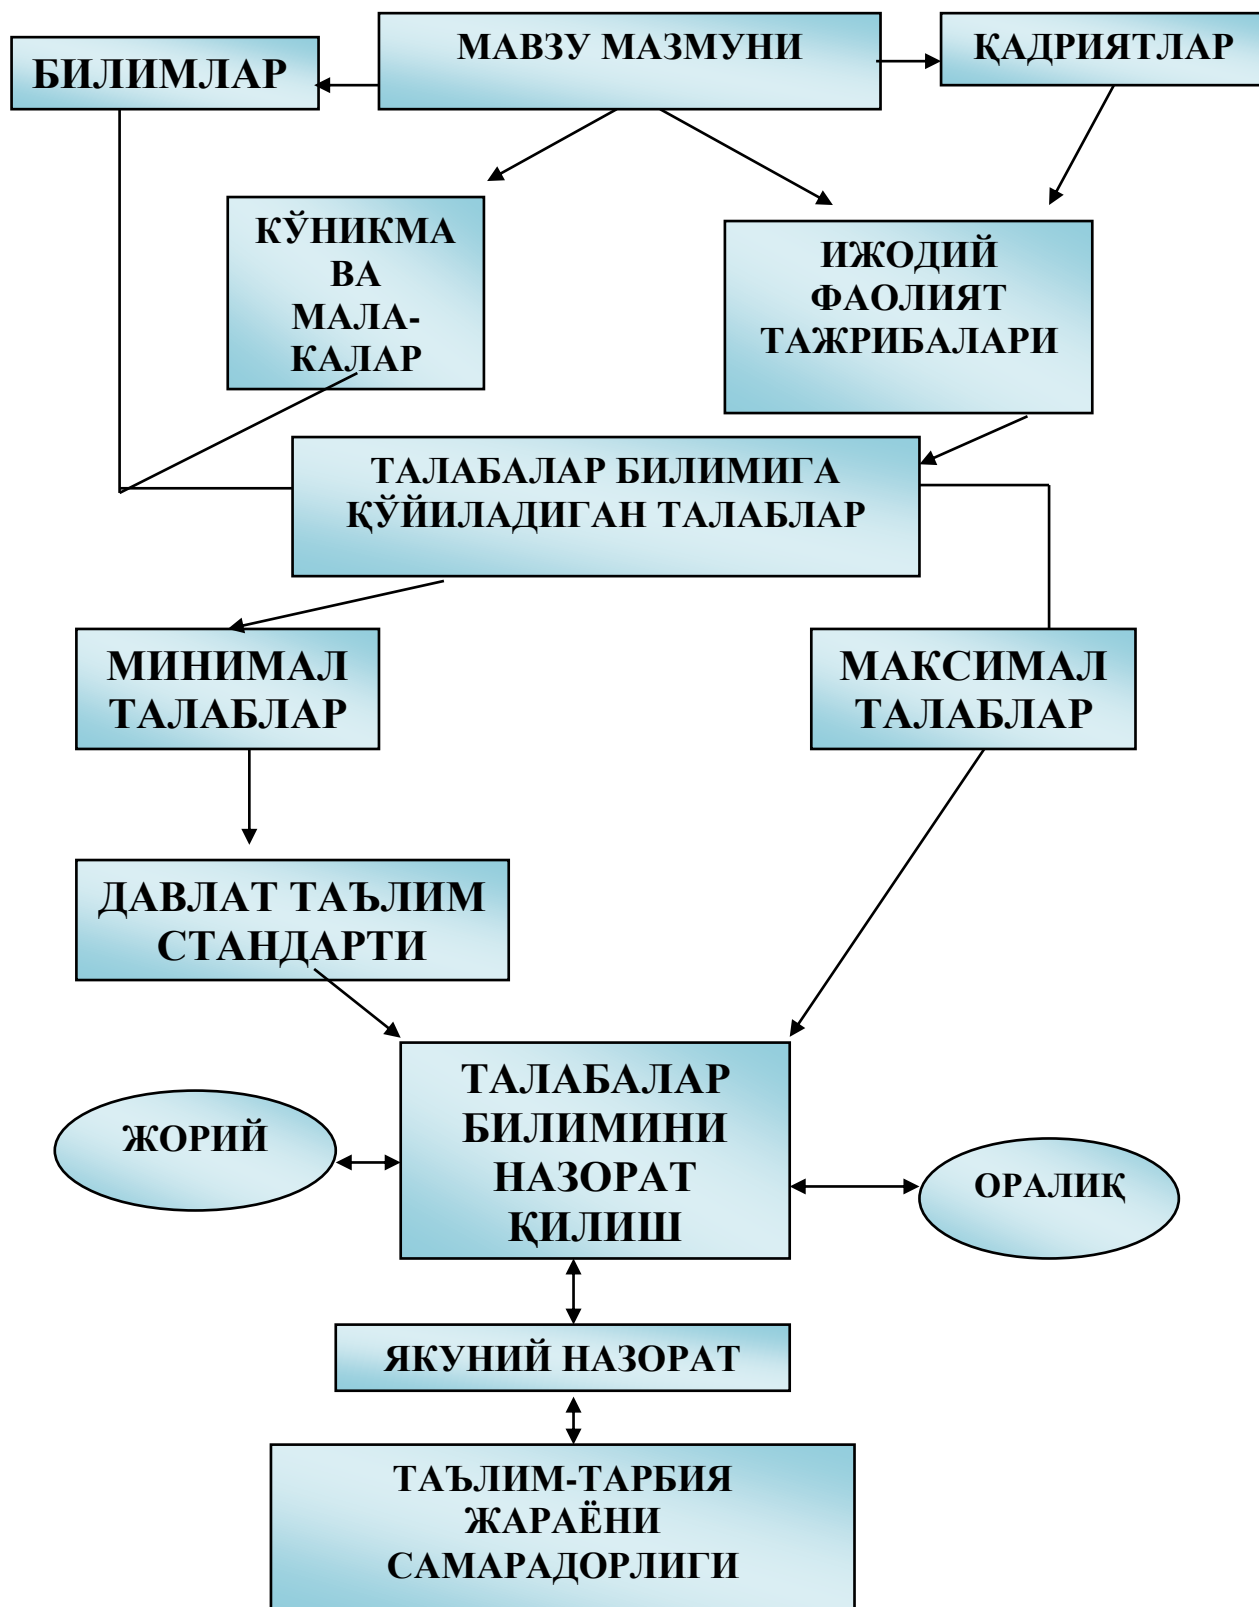 МАВЗУ МАЗМУНИ
ҚАДРИЯТЛАР
БИЛИМЛАР
КЎНИКМА
ВА
МАЛА-
КАЛАР
ИЖОДИЙ
ФАОЛИЯТ
ТАЖРИБАЛАРИ
ТАЛАБАЛАР БИЛИМИГА
ҚЎЙИЛАДИГАН ТАЛАБЛАР
МИНИМАЛ
ТАЛАБЛАР
МАКСИМАЛ
ТАЛАБЛАР
ДАВЛАТ ТАЪЛИМ
СТАНДАРТИ
ТАЛАБАЛАР
БИЛИМИНИ
НАЗОРАТ
ҚИЛИШ
ЖОРИЙ
ОРАЛИҚ
ЯКУНИЙ НАЗОРАТ
ТАЪЛИМ-ТАРБИЯ
ЖАРАЁНИ
САМАРАДОРЛИГИ